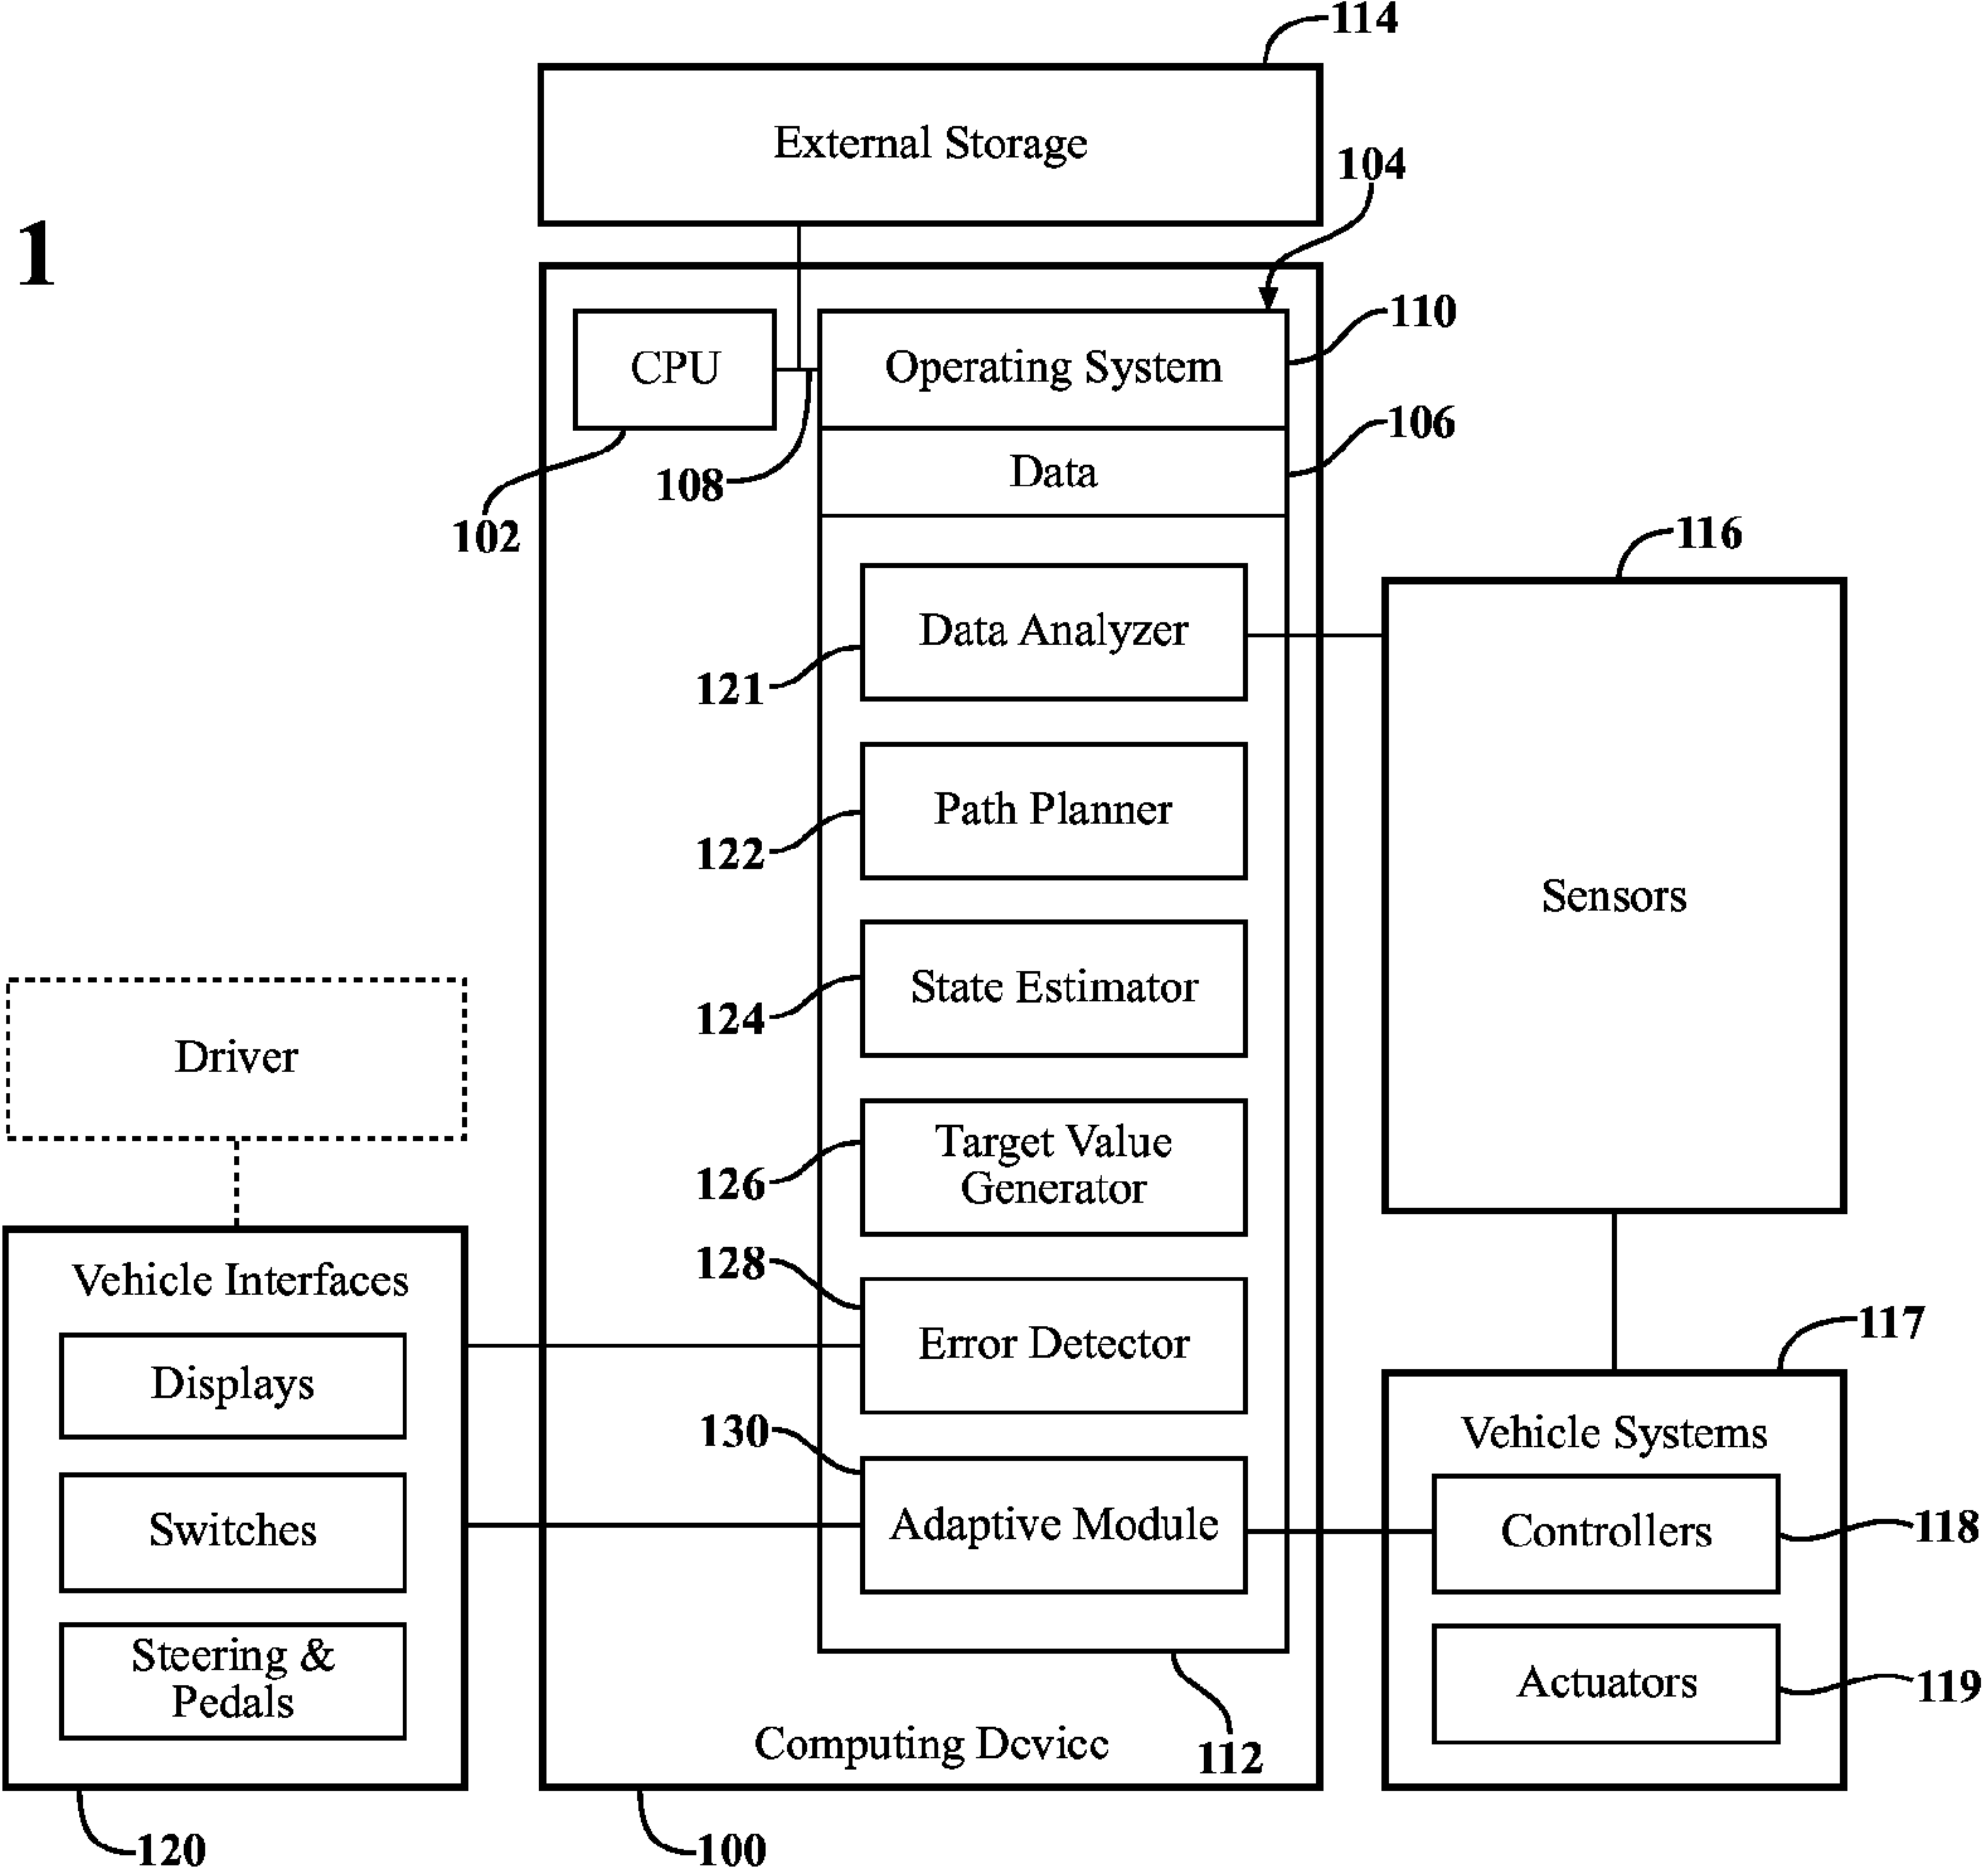 114
External Storage
104
1
110
CPU
Operating System
106
108
Data
102
116
Data Analyzer
121
Path Planner
122
Sensors
State Estimator
124
Driver
Target Value
Generator
126
128
Vehicle Interfaces
117
Error Detector
Displays
130
Vehicle Systems
Adaptive Module
Switches
Controllers
118
Steering &
Pedals
Actuators
119
Computing Device
112
120
100